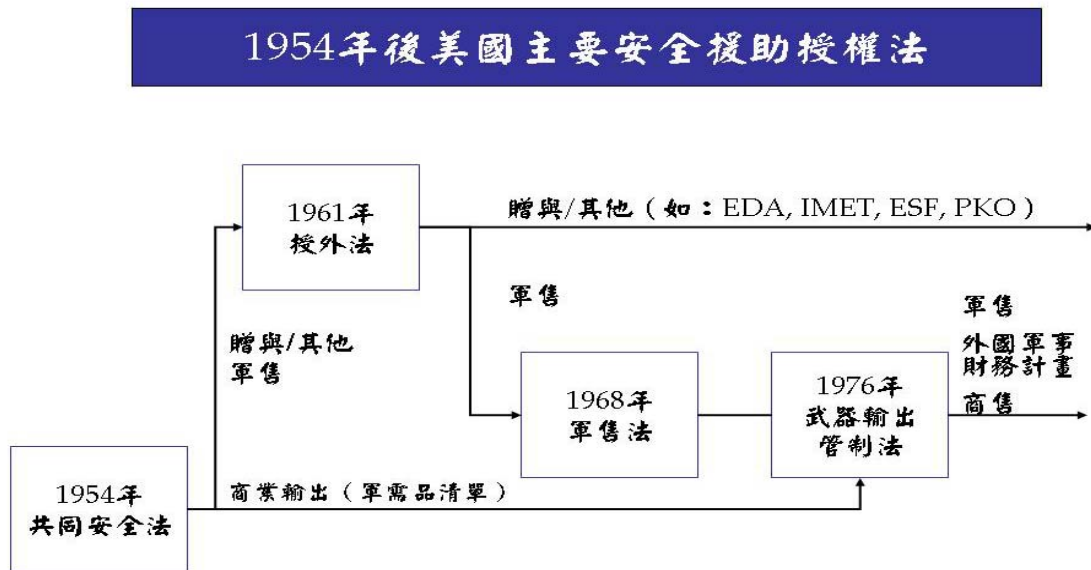 1954年後美國主要安全援助授權法
1961年
授外法
贈與/其他（如：EDA, IMET, ESF, PKO）
軍售
贈與/其他
軍售
1968年
軍售法
1976年
武器輸出
管制法
軍售
外國軍事
財務計畫
商售
1954年
共同安全法
商業輸出（軍需品清單）